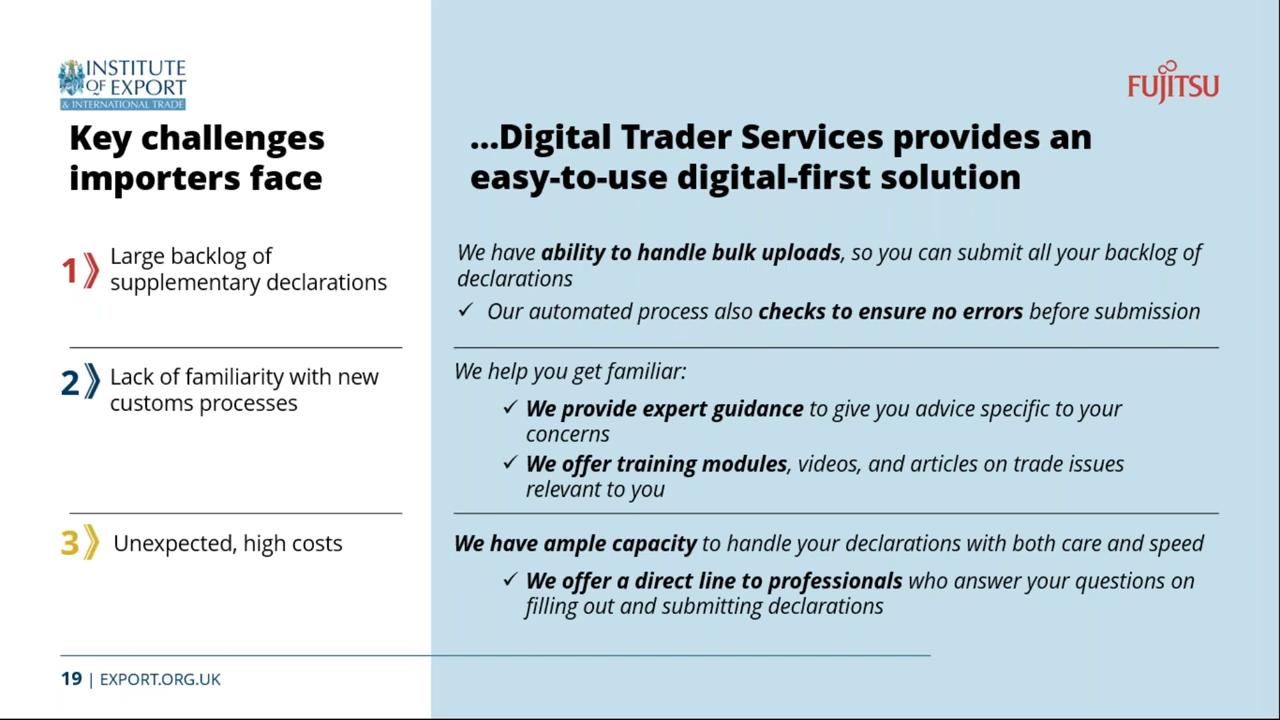 INSTITUTE
OF EXPORT
& INTERNATIONAL TRADE
FUJITSU
Key challenges
importers face
...Digital Trader Services provides an
easy-to-use digital-first solution
1
Large backlog of
supplementary declarations
We have ability to handle bulk uploads, so you can submit all your backlog of
declarations
✓ Our automated process also checks to ensure no errors before submission
2
Lack of familiarity with new
customs processes
We help you get familiar:
✓ We provide expert guidance to give you advice specific to your
concerns
✓ We offer training modules, videos, and articles on trade issues
relevant to you
3
Unexpected, high costs
We have ample capacity to handle your declarations with both care and speed
✓ We offer a direct line to professionals who answer your questions on
filling out and submitting declarations
19 | EXPORT.ORG.UK